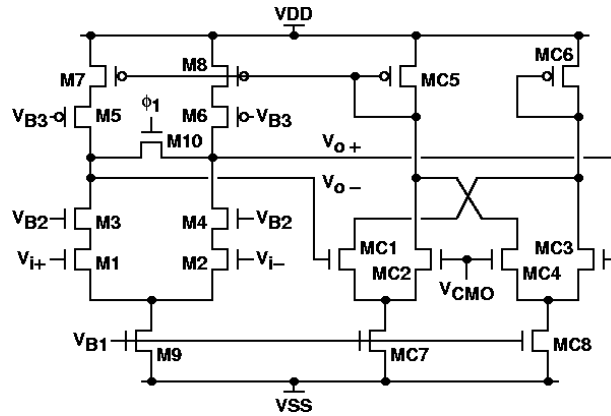 VDD
M7
M8
MC5
MC6
VB3
M5
M6
VB3
ϕ1
M10
Vo+
Vo−
VB2
M3
M4
VB2
Vi+
M1
M2
Vi−
MC1
MC2
MC4
MC3
VCMO
VB1
M9
MC7
MC8
VSS